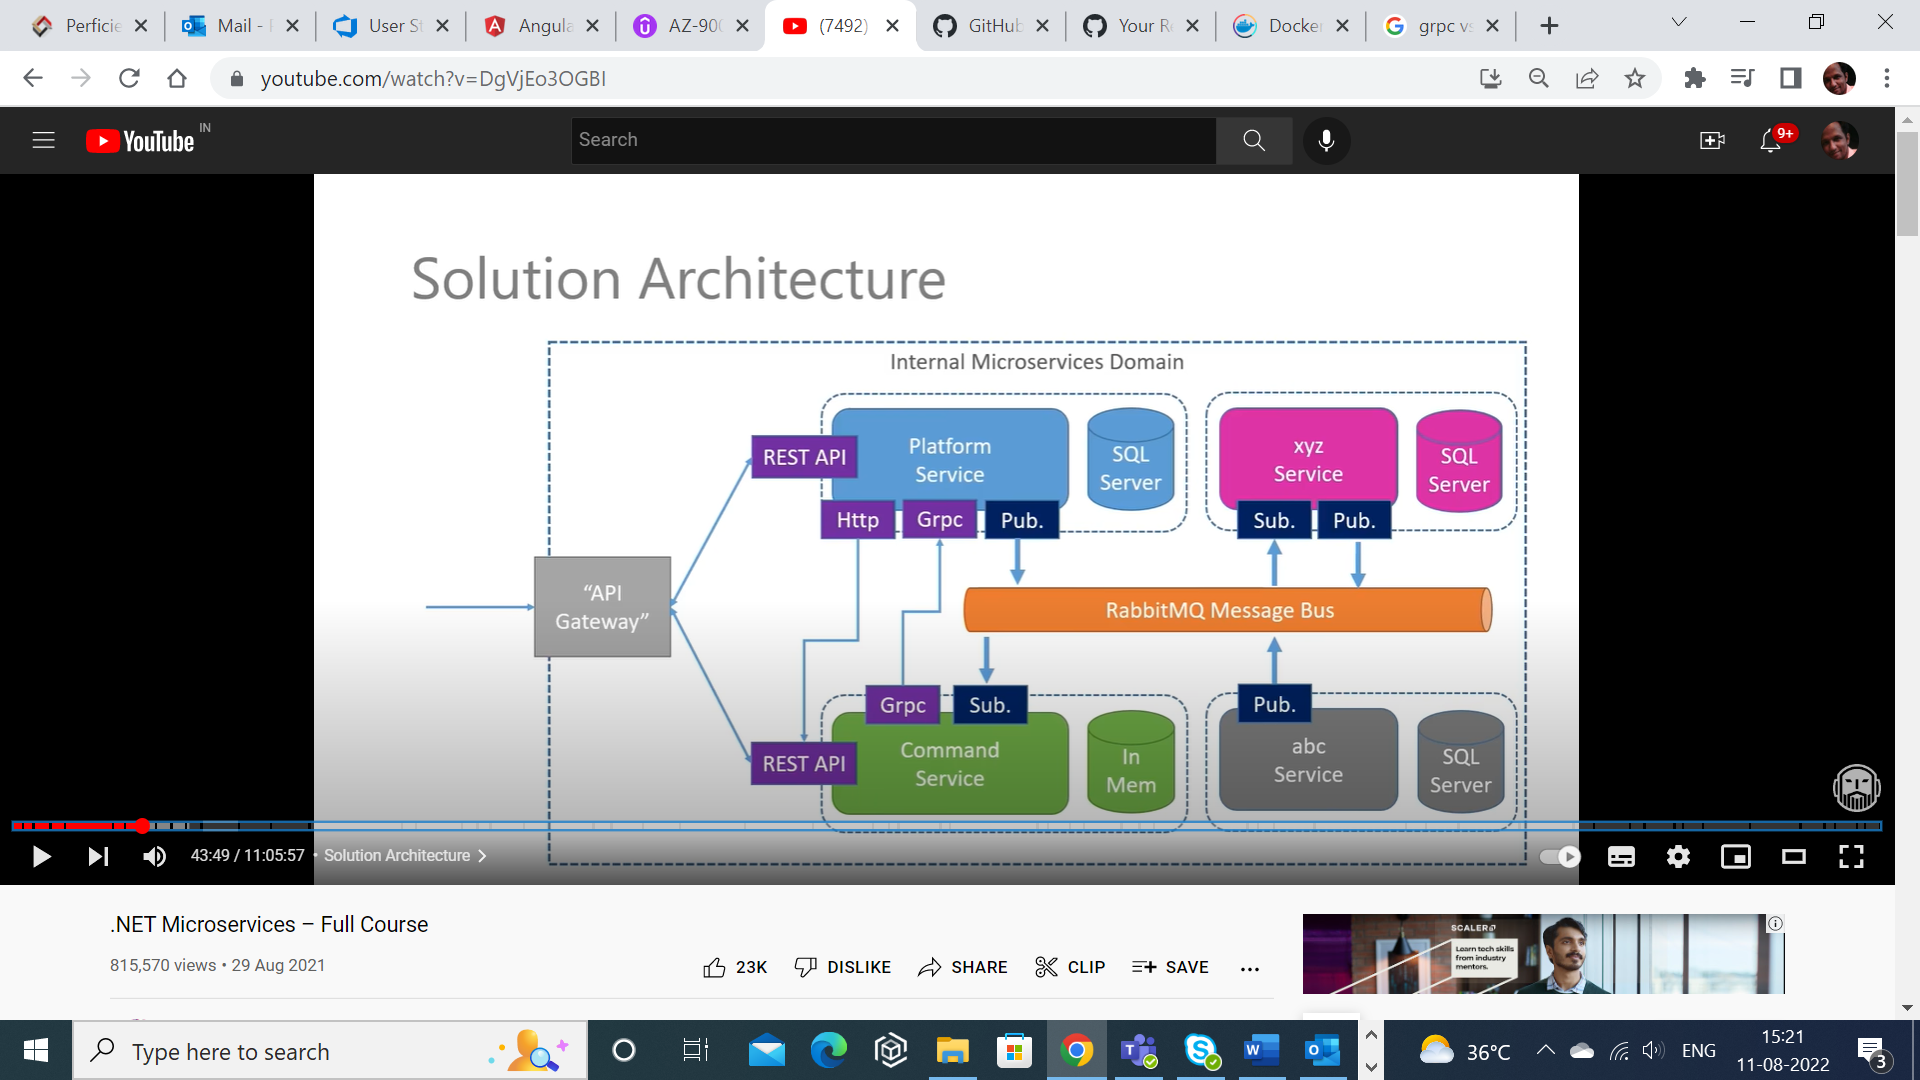 Perficie
Mail - F
User St
Angula
AZ-900
(7492)
GitHub
Your Re
Docker
grpc vs
youtube.com/watch?v=DgVjEo3OGBI
YouTube IN
Search
9+
Solution Architecture
Internal Microservices Domain
REST API
Platform
Service
SQL
Server
xyz
Service
SQL
Server
Http
Grpc
Pub.
Sub.
Pub.
"API
Gateway"
RabbitMQ Message Bus
Grpc
Sub.
Pub.
REST API
Command
Service
In
Mem
abc
Service
SQL
Server
43:49 / 11:05:57 • Solution Architecture
.NET Microservices – Full Course
815,570 views • 29 Aug 2021
23K
DISLIKE
SHARE
CLIP
SAVE
SCALER
Learn tech skills
from industry
mentors.
Type here to search
36°C
ENG
15:21
11-08-2022
3